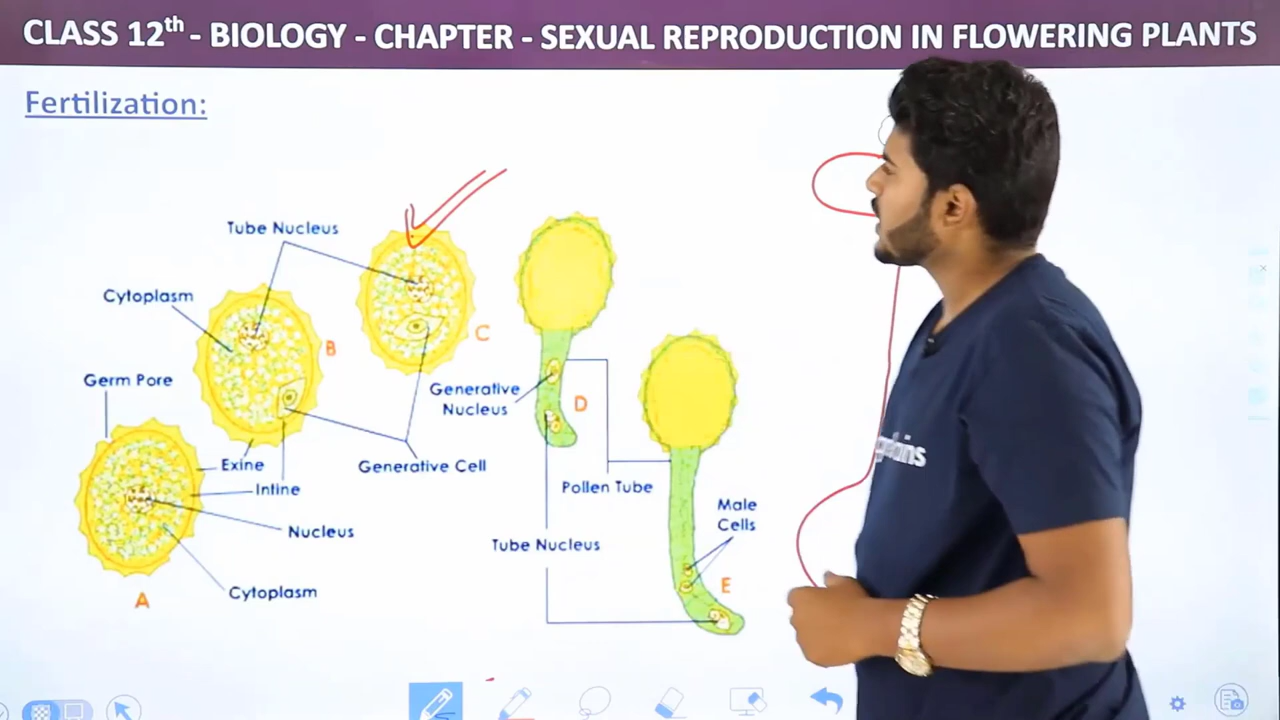 CLASS 12th - BIOLOGY - CHAPTER - SEXUAL REPRODUCTION IN FLOWERING PLANTS
Fertilization:
Tube Nucleus
Cytoplasm
B
C
Germ Pore
Generative
Nucleus
D
Exine
Generative Cell
Intine
Pollen Tube
Male
Cells
Nucleus
Tube Nucleus
Cytoplasm
A
E